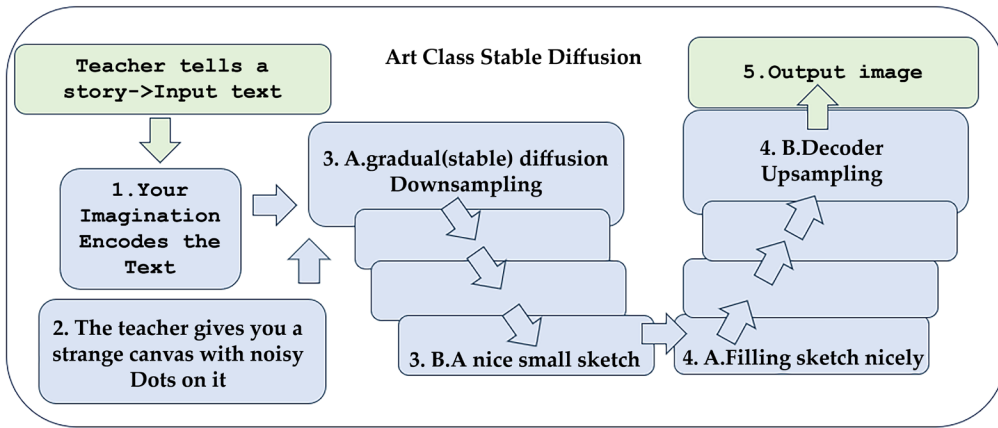 Art Class Stable Diffusion
Teacher tells a
story->Input text
1.Your
Imagination
Encodes the
Text
2. The teacher gives you a
strange canvas with noisy
Dots on it
3. A.gradual(stable) diffusion
Downsampling
3. B.A nice small sketch
4. A.Filling sketch nicely
4. B.Decoder
Upsampling
5.Output image